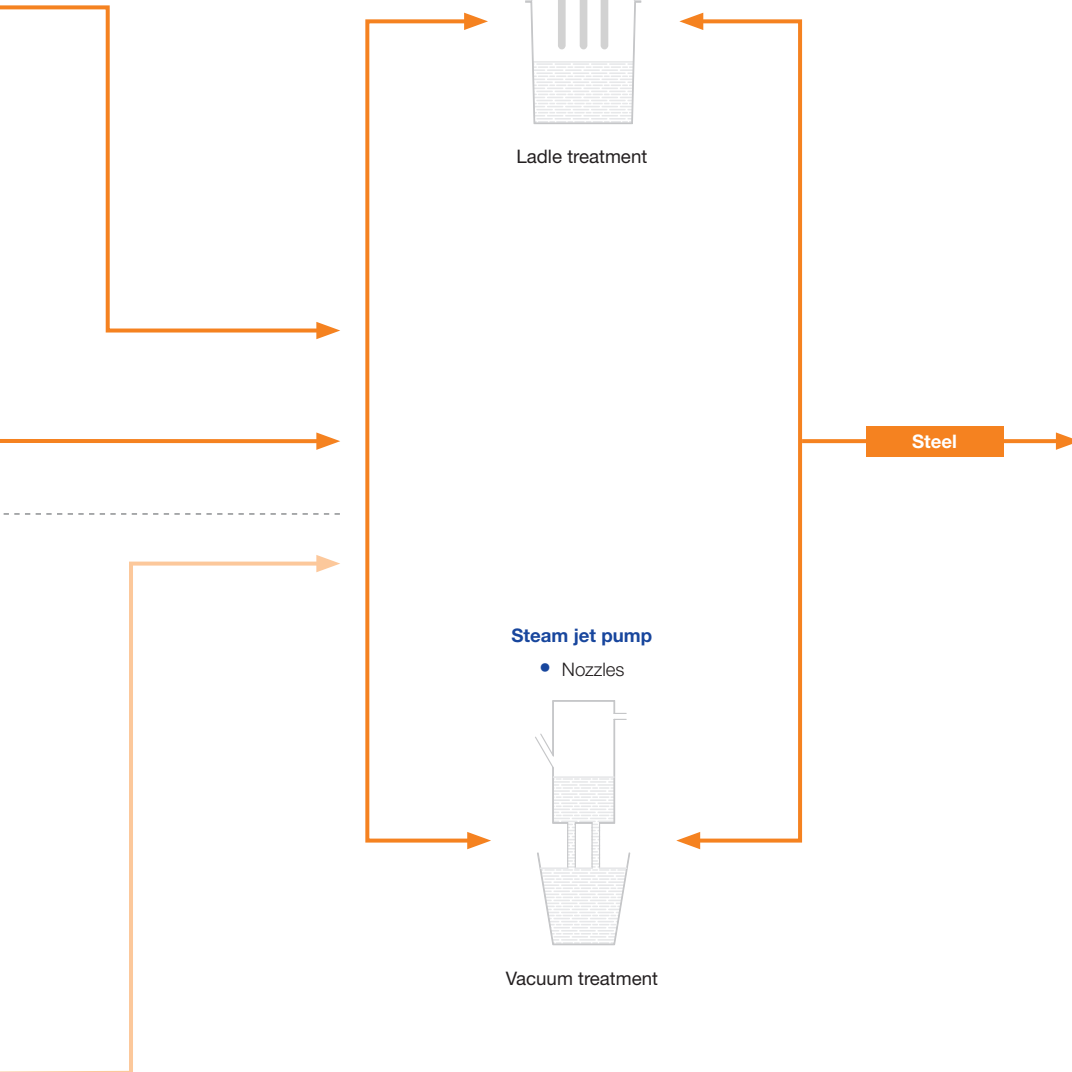 Ladle treatment
Steel
Steam jet pump
• Nozzles
Vacuum treatment